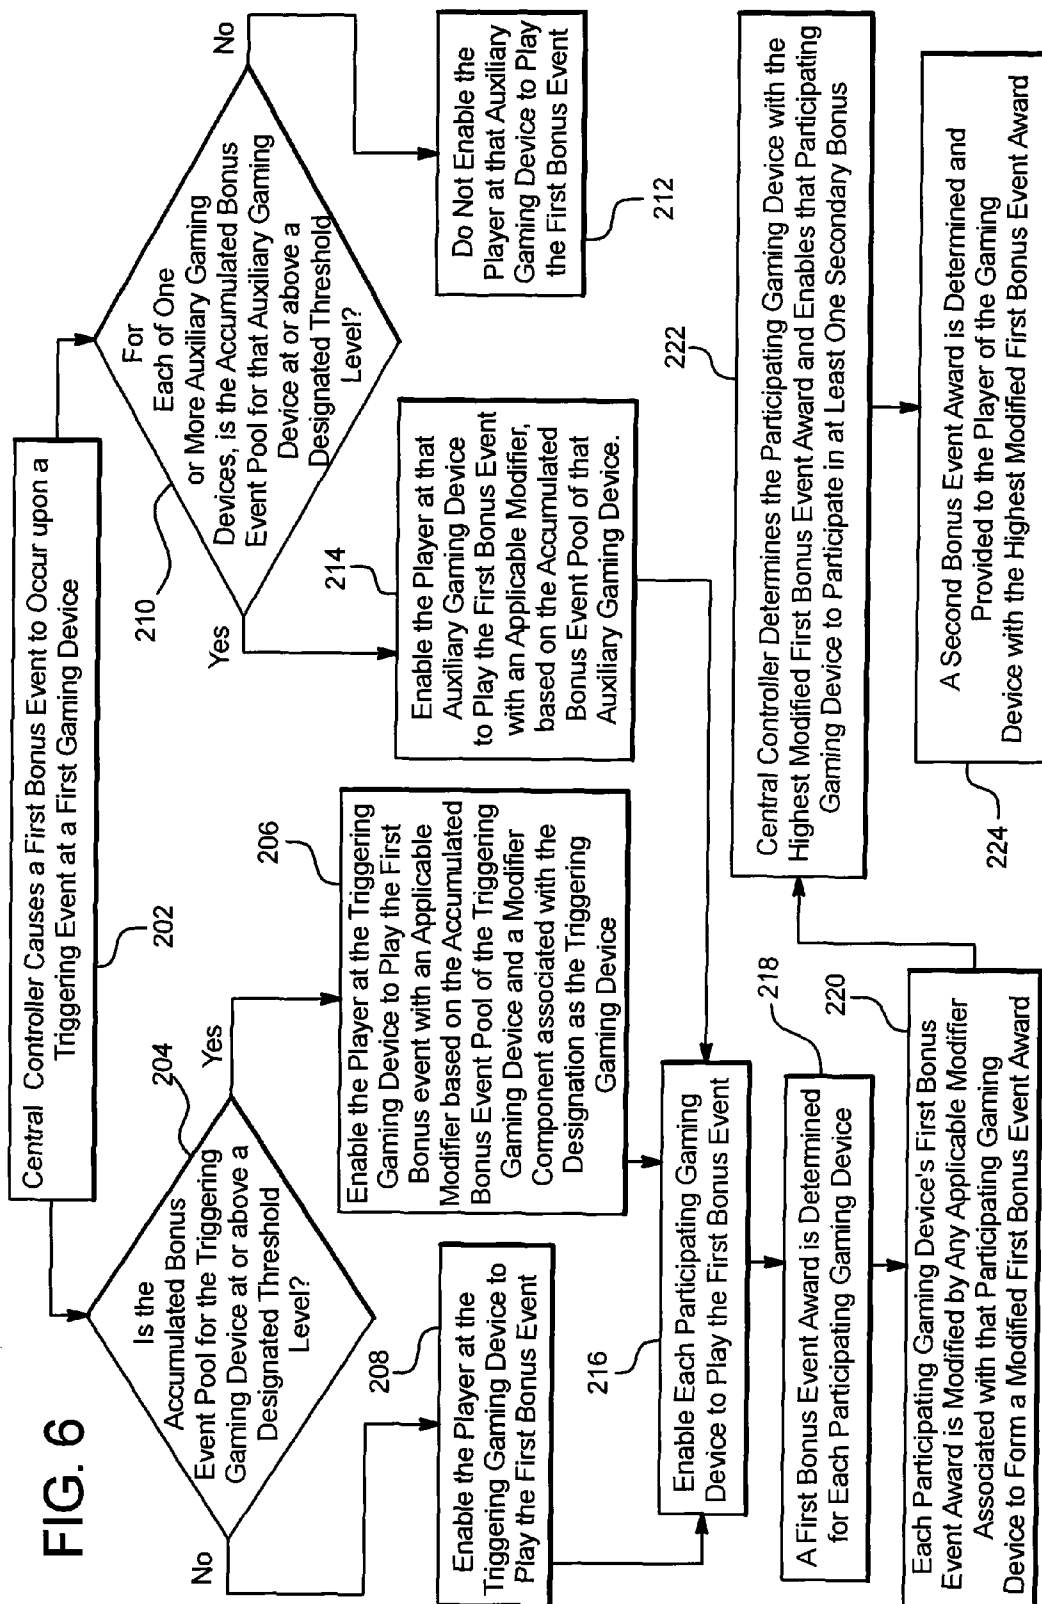 FIG. 6
Central Controller Causes a First Bonus Event to Occur upon a
Triggering Event at a First Gaming Device
202
204
Is the
Accumulated Bonus
Event Pool for the Triggering
Gaming Device at or above a
Designated Threshold
Level?
No
Yes
208
Enable the Player at the
Triggering Gaming Device to
Play the First Bonus Event
206
Enable the Player at the Triggering
Gaming Device to Play the First
Bonus event with an Applicable
Modifier based on the Accumulated
Bonus Event Pool of the Triggering
Gaming Device and a Modifier
Component associated with the
Designation as the Triggering
Gaming Device
210
For
Each of One
or More Auxiliary Gaming
Devices, is the Accumulated Bonus
Event Pool for that Auxiliary Gaming
Device at or above a
Designated Threshold
Level?
Yes
No
214
Enable the Player at that
Auxiliary Gaming Device
to Play the First Bonus Event
with an Applicable Modifier,
based on the Accumulated
Bonus Event Pool of that
Auxiliary Gaming Device.
Do Not Enable the
Player at that Auxiliary
Gaming Device to Play
the First Bonus Event
212
216
Enable Each Participating Gaming
Device to Play the First Bonus Event
218
A First Bonus Event Award is Determined
for Each Participating Gaming Device
220
Each Participating Gaming Device's First Bonus
Event Award is Modified by Any Applicable Modifier
Associated with that Participating Gaming
Device to Form a Modified First Bonus Event Award
222
Central Controller Determines the Participating Gaming Device with the
Highest Modified First Bonus Event Award and Enables that Participating
Gaming Device to Participate in at Least One Secondary Bonus
224
A Second Bonus Event Award is Determined and
Provided to the Player of the Gaming
Device with the Highest Modified First Bonus Event Award